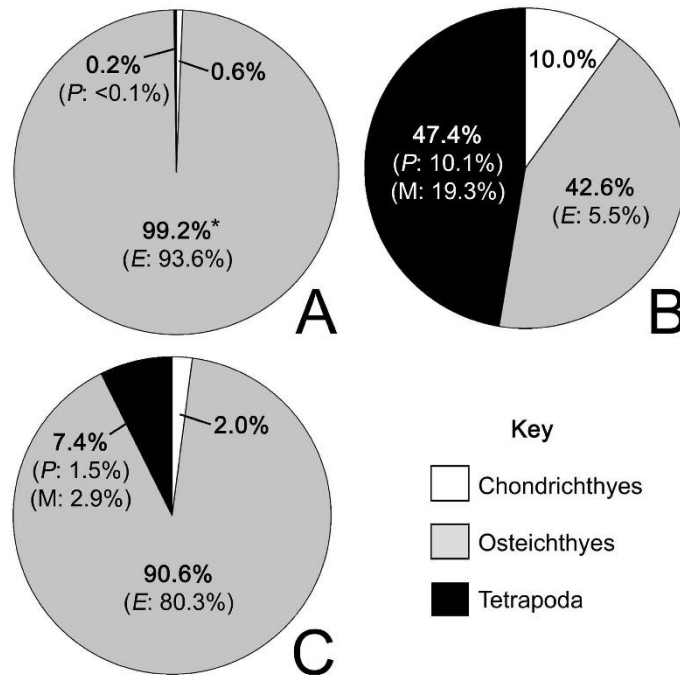 0.2%
(P: <0.1%)
0.6%
99.2%*
(E: 93.6%)
A
10.0%
47.4%
(P: 10.1%)
(M: 19.3%)
42.6%
(E: 5.5%)
B
7.4%
(P: 1.5%)
(M: 2.9%)
2.0%
90.6%
(E: 80.3%)
C
Key
Chondrichthyes
Osteichthyes
Tetrapoda